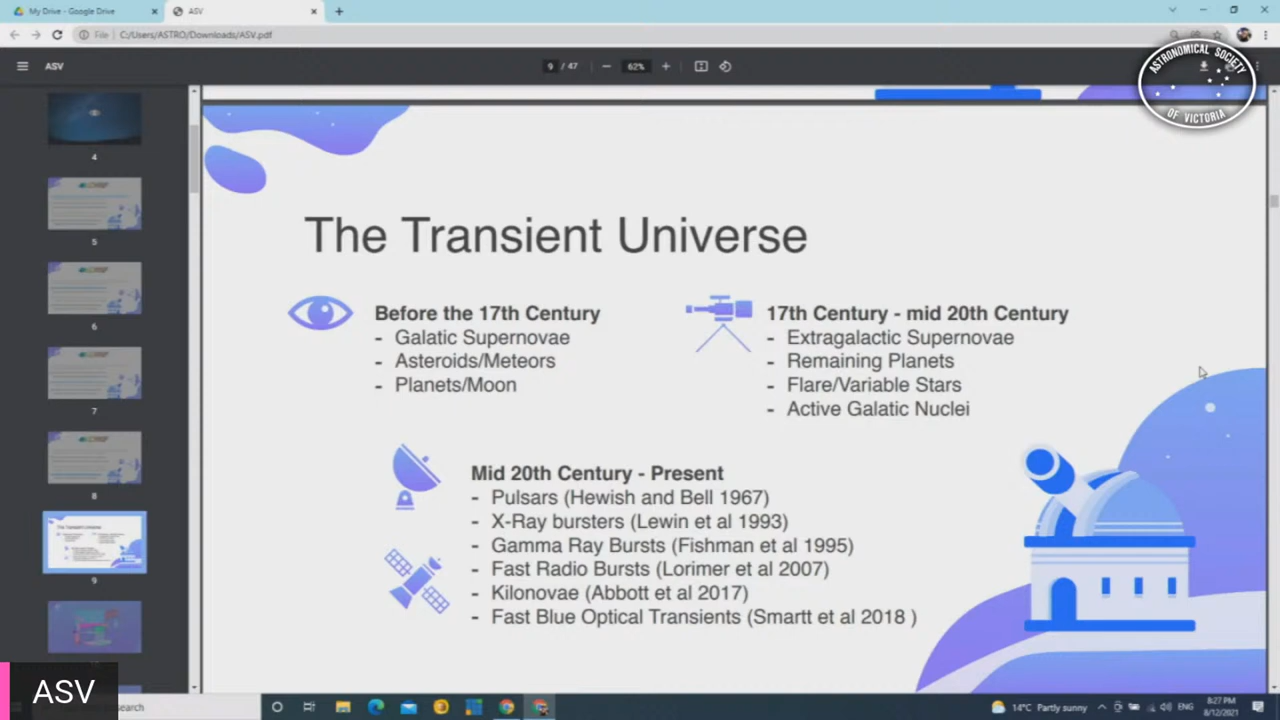 My Drive - Google Drive
ASV
File
C:/Users/ASTRO/Downloads/ASV.pdf
ASV
9 / 47
62%
ASTRONOMICAL SOCIETY
OF VICTORIA
4
5
6
7
8
9
The Transient Universe
Before the 17th Century
- Galatic Supernovae
- Asteroids/Meteors
- Planets/Moon
17th Century - mid 20th Century
- Extragalactic Supernovae
- Remaining Planets
- Flare/Variable Stars
- Active Galatic Nuclei
Mid 20th Century - Present
- Pulsars (Hewish and Bell 1967)
- X-Ray bursters (Lewin et al 1993)
- Gamma Ray Bursts (Fishman et al 1995)
- Fast Radio Bursts (Lorimer et al 2007)
- Kilonovae (Abbott et al 2017)
- Fast Blue Optical Transients (Smartt et al 2018 )
ASV
search
14°C Partly sunny
ENG
8:27 PM
8/12/2021